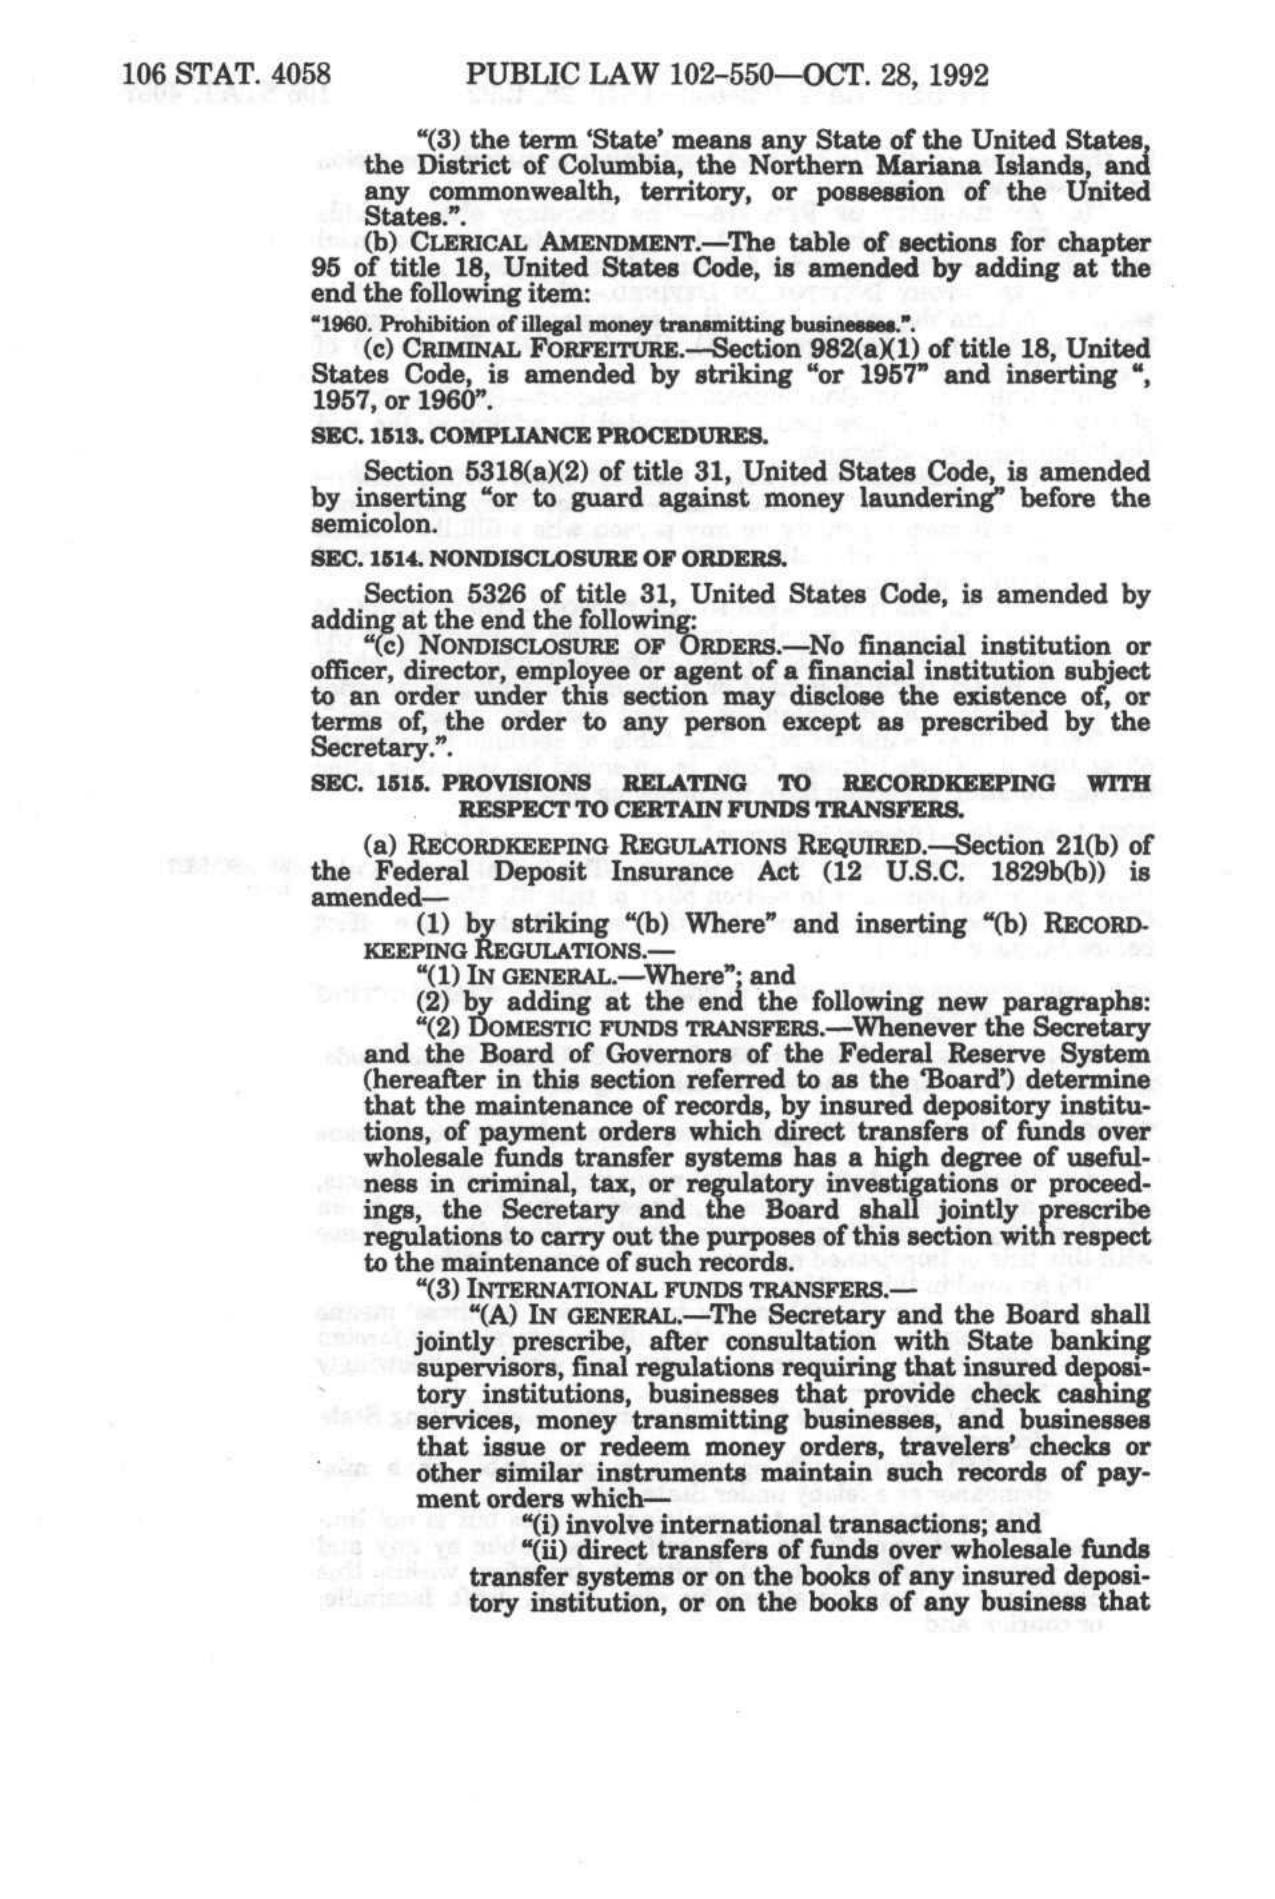 106 STAT. 4058 PUBLIC LAW 102-550—OCT. 28, 1992
“(3) the term ‘State’ means any State of the United States,
the District of Columbia, the Northern Mariana Islands, and
any commonwealth, territory, or possession of the United
States.”.
(b) CLERICAL AMENDMENT.—The table of sections for chapter
95 of title 18, United States Code, is amended by adding at the
end the following item:
“1960. Prohibition of illegal money transmitting businesses.”.
(c) CRIMINAL FORFEITURE.—Section 982(a)(1) of title 18, United
States Code, is amended by striking “or 1957” and inserting “,
1957, or 1960”.
SEC. 1513. COMPLIANCE PROCEDURES.
Section 5318(a)(2) of title 31, United States Code, is amended
by inserting “or to guard against money laundering” before the
semicolon.
SEC. 1514. NONDISCLOSURE OF ORDERS.
Section 5326 of title 31, United States Code, is amended by
adding at the end the following:
“(c) NONDISCLOSURE OF ORDERS.—No financial institution or
officer, director, employee or agent of a financial institution subject
to an order under this section may disclose the existence of, or
terms of, the order to any person except as prescribed by the
Secretary.”.
SEC. 1515. PROVISIONS RELATING TO RECORDKEEPING WITH
RESPECT TO CERTAIN FUNDS TRANSFERS.
(a) RECORDKEEPING REGULATIONS REQUIRED.—Section 21(b) of
the Federal Deposit Insurance Act (12 U.S.C. 1829b(b)) is
amended—
(1) by striking “(b) Where” and inserting “(b) RECORD-
KEEPING REGULATIONS.—
“(1) IN GENERAL.—Where”; and
(2) by adding at the end the following new paragraphs:
“(2) DOMESTIC FUNDS TRANSFERS.—Whenever the Secretary
and the Board of Governors of the Federal Reserve System
(hereafter in this section referred to as the ‘Board’) determine
that the maintenance of records, by insured depository institu-
tions, of payment orders which direct transfers of funds over
wholesale funds transfer systems has a high degree of useful-
ness in criminal, tax, or regulatory investigations or proceed-
ings, the Secretary and the Board shall jointly prescribe
regulations to carry out the purposes of this section with respect
to the maintenance of such records.
“(3) INTERNATIONAL FUNDS TRANSFERS.—
“(A) IN GENERAL.—The Secretary and the Board shall
jointly prescribe, after consultation with State banking
supervisors, final regulations requiring that insured deposi-
tory institutions, businesses that provide check cashing
services, money transmitting businesses, and businesses
that issue or redeem money orders, travelers’ checks or
other similar instruments maintain such records of pay-
ment orders which—
“(i) involve international transactions; and
“(ii) direct transfers of funds over wholesale funds
transfer systems or on the books of any insured deposi-
tory institution, or on the books of any business that